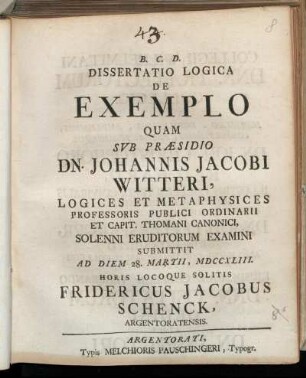 43
8
B. C. D.
DISSERTATIO LOGICA
DE
EXEMPLO
QUAM
SVB PRÆSIDIO
DN. JOHANNIS JACOBI
WITTERI,
LOGICES ET METAPHYSICES
PROFESSORIS PUBLICI ORDINARII
ET CAPIT. THOMANI CANONICI,
SOLENNI ERUDITORUM EXAMINI
SUBMITTIT
AD DIEM 28. MARTII, MDCCXLIII.
HORIS LOCOQUE SOLITIS
FRIDERICUS JACOBUS
SCHENCK,
ARGENTORATENSIS.
ARGENTORATI,
Typis MELCHIORIS PAUSCHINGERI, Typogr.